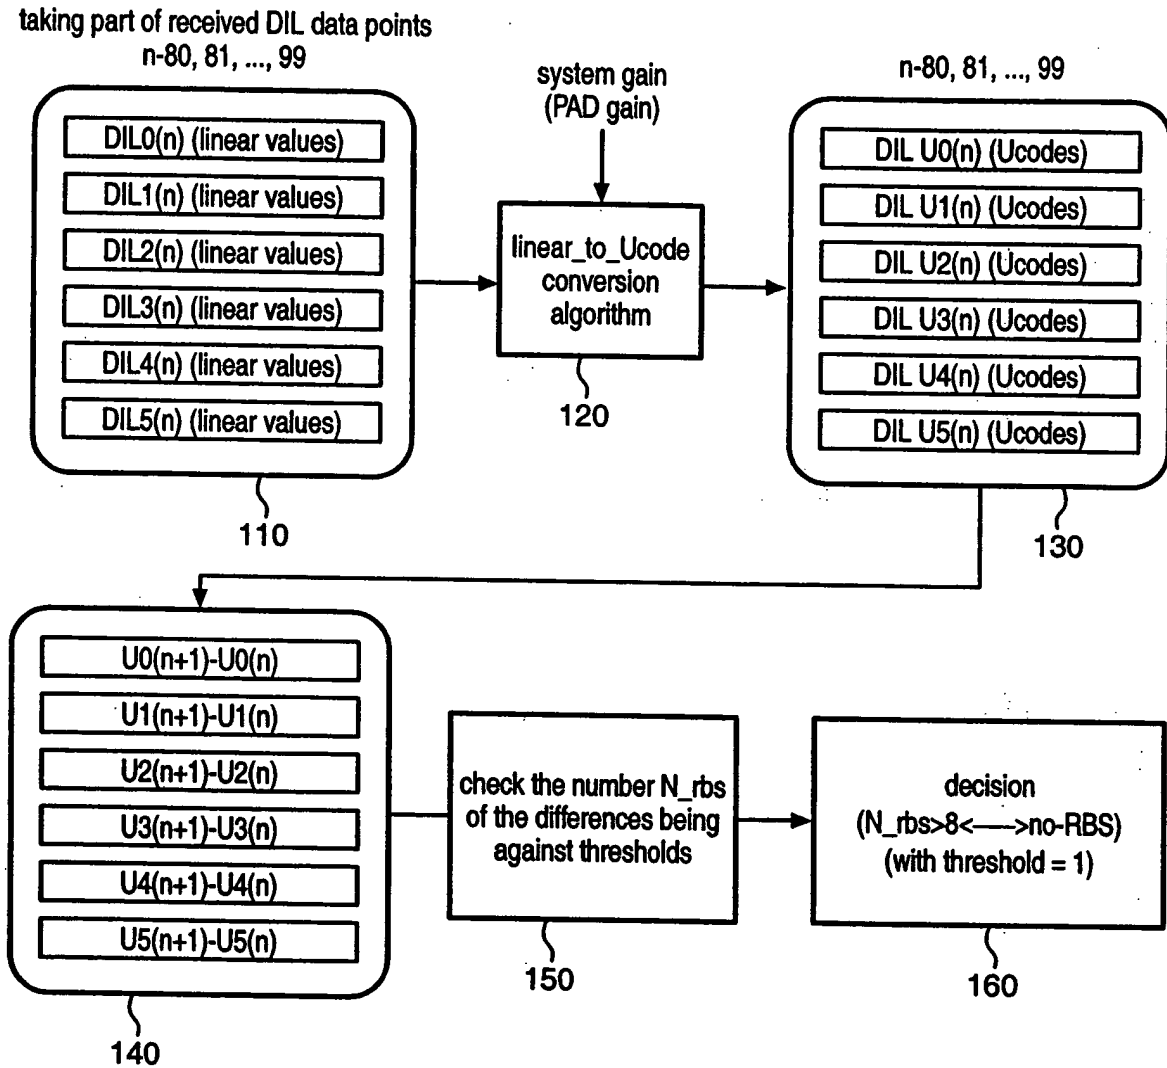 taking part of received DIL data points
n-80, 81, ..., 99
DIL0(n) (linear values)
DIL1(n) (linear values)
DIL2(n) (linear values)
DIL3(n) (linear values)
DIL4(n) (linear values)
DIL5(n) (linear values)
110
system gain
(PAD gain)
linear_to_Ucode
conversion
algorithm
120
n-80, 81, ..., 99
DIL U0(n) (Ucodes)
DIL U1(n) (Ucodes)
DIL U2(n) (Ucodes)
DIL U3(n) (Ucodes)
DIL U4(n) (Ucodes)
DIL U5(n) (Ucodes)
130
U0(n+1)-U0(n)
U1(n+1)-U1(n)
U2(n+1)-U2(n)
U3(n+1)-U3(n)
U4(n+1)-U4(n)
U5(n+1)-U5(n)
140
check the number N_rbs
of the differences being
against thresholds
150
decision
(N_rbs>8<---->no-RBS)
(with threshold = 1)
160